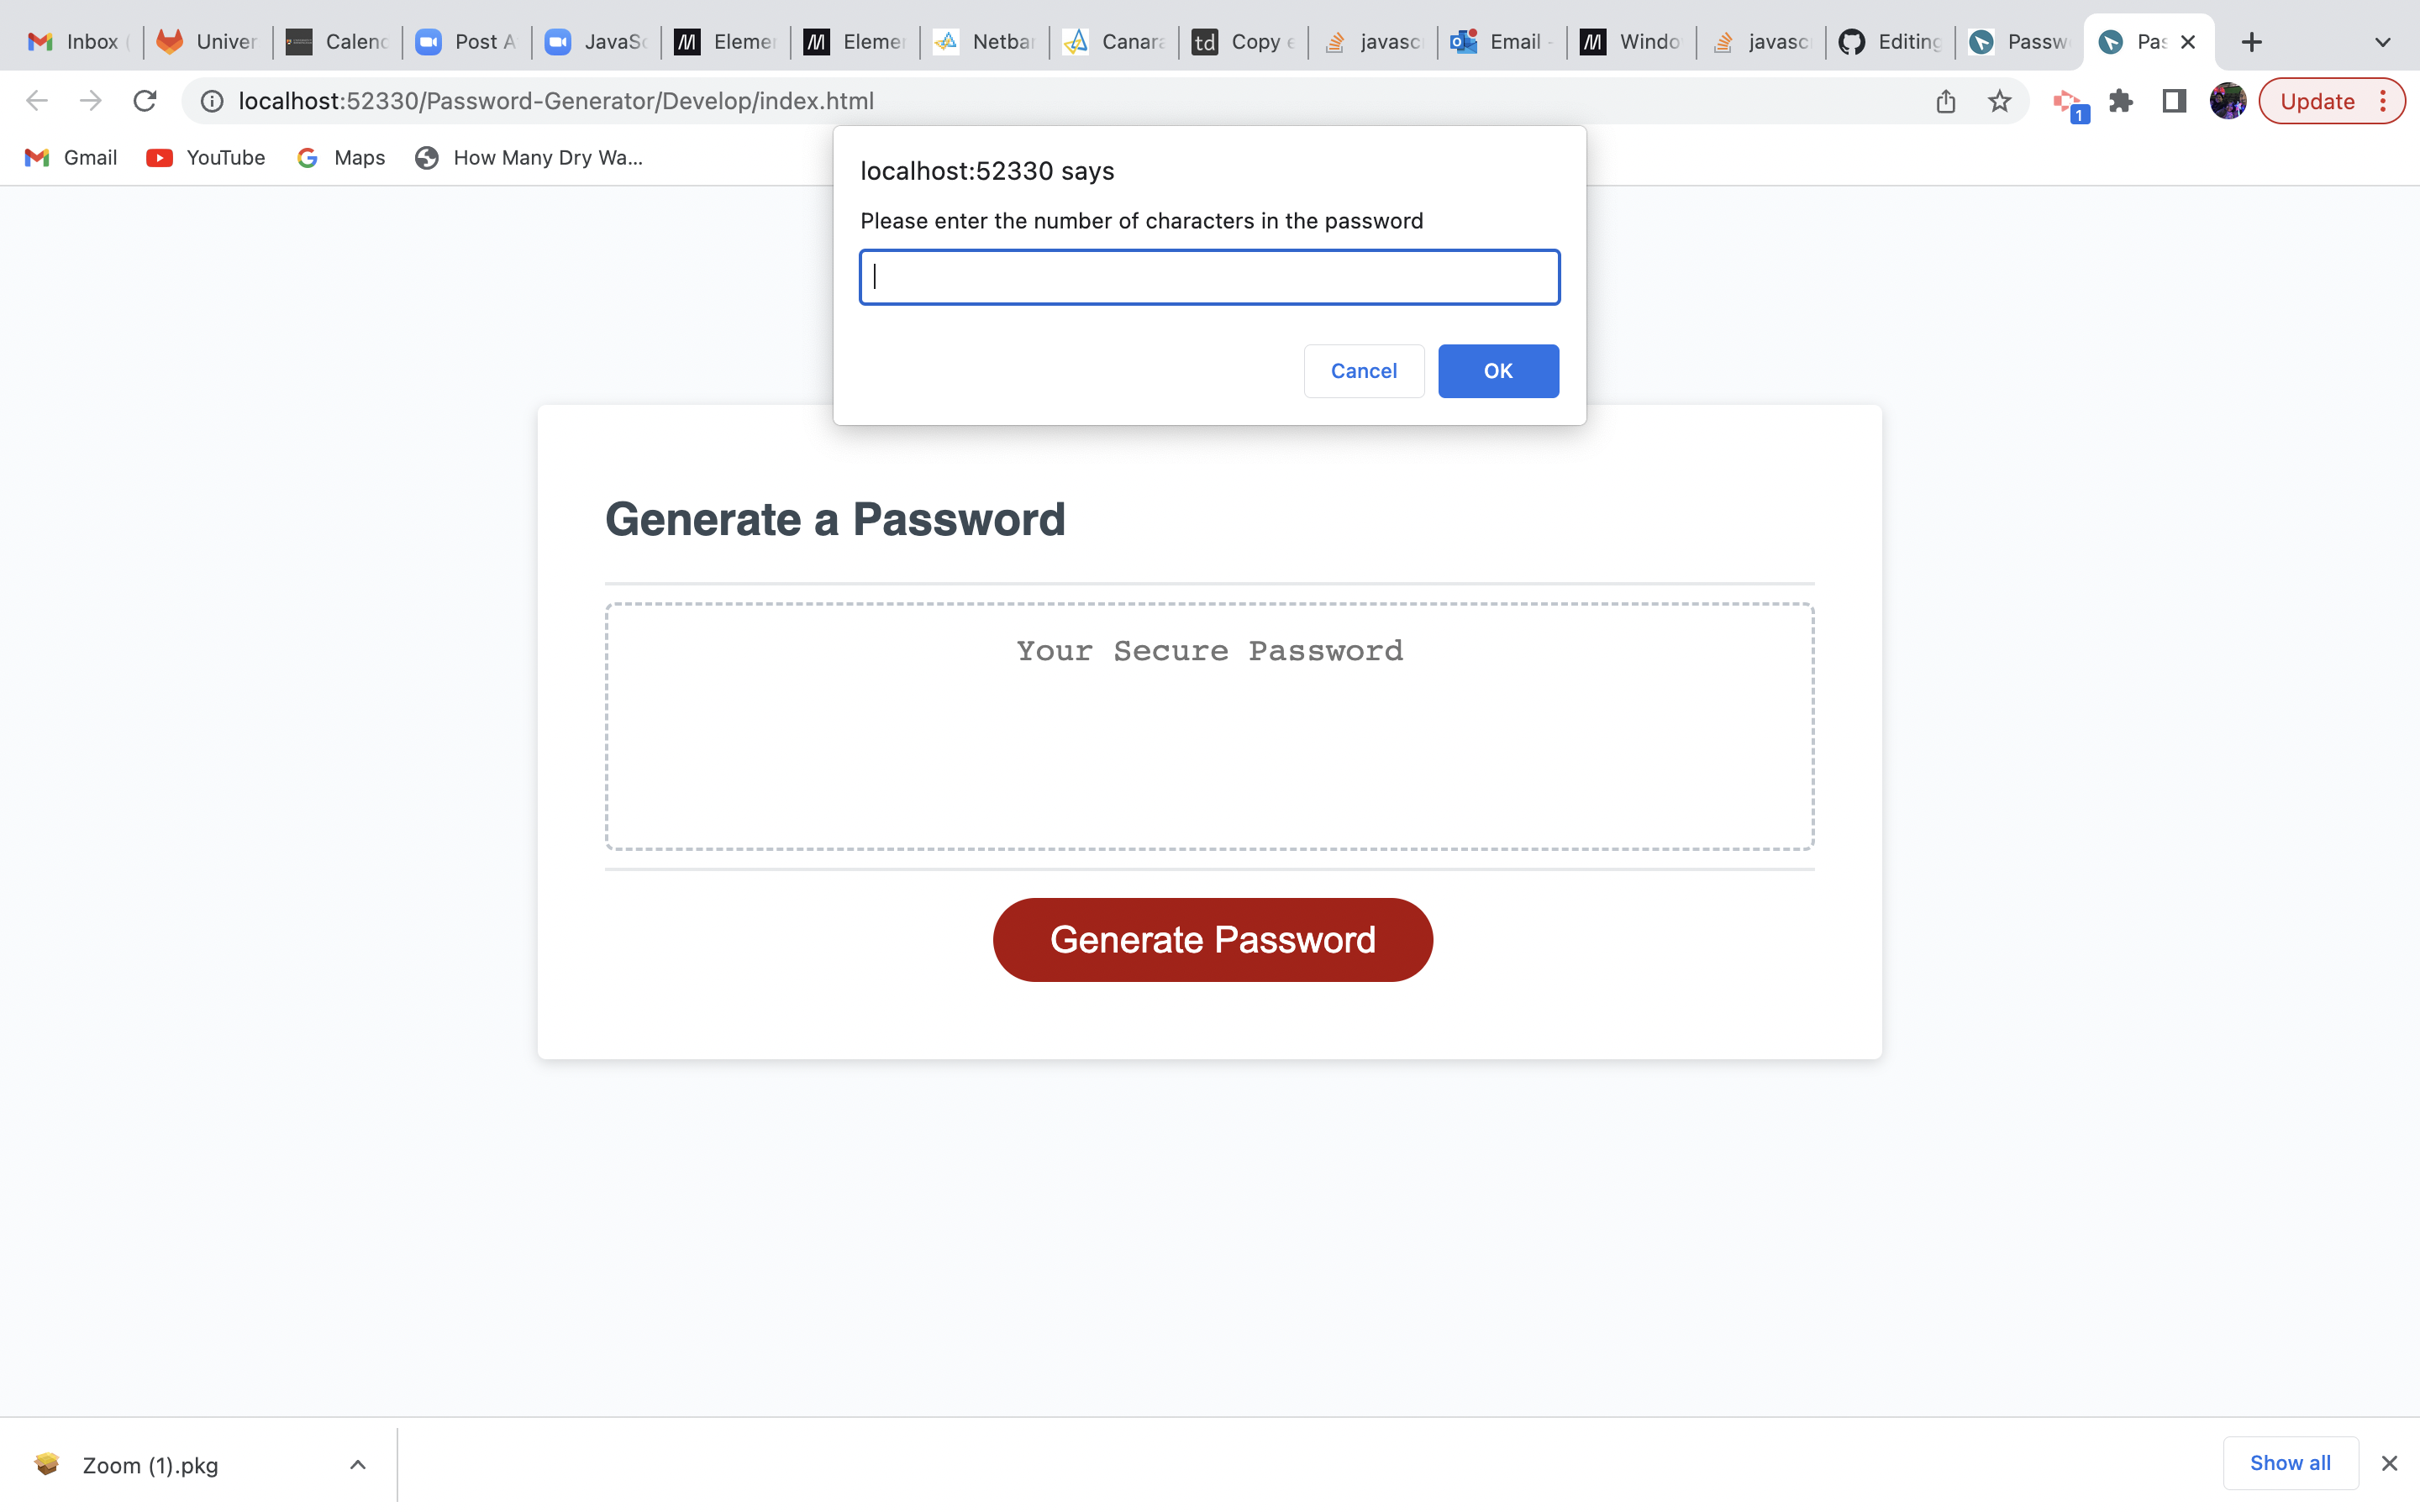 Inbox
Univer
Calenc
Post A
JavaSc
Elemer
Elemer
Netbar
Canara
td Copy e
javasc
Email -
Windo
javasc
Editing
Passw
Pas
localhost:52330/Password-Generator/Develop/index.html
1
Update
Gmail
YouTube
Maps
How Many Dry Wa...
localhost:52330 says
Please enter the number of characters in the password
Cancel
OK
Generate a Password
Your Secure Password
Generate Password
Zoom (1).pkg
Show all